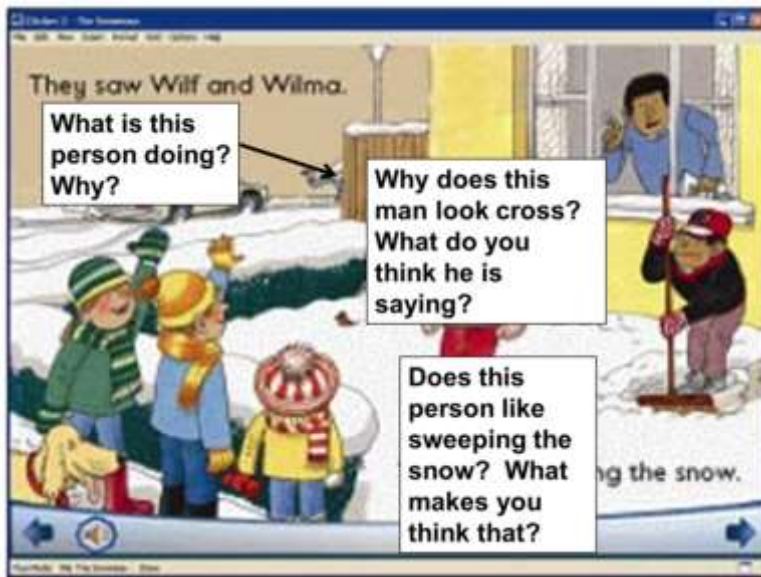 They saw Wilf and Wilma.
What is this
person doing?
Why?
Why does this
man look cross?
What do you
think he is
saying?
Does this
person like
sweeping the
snow? What
makes you
think that?
ng the snow.